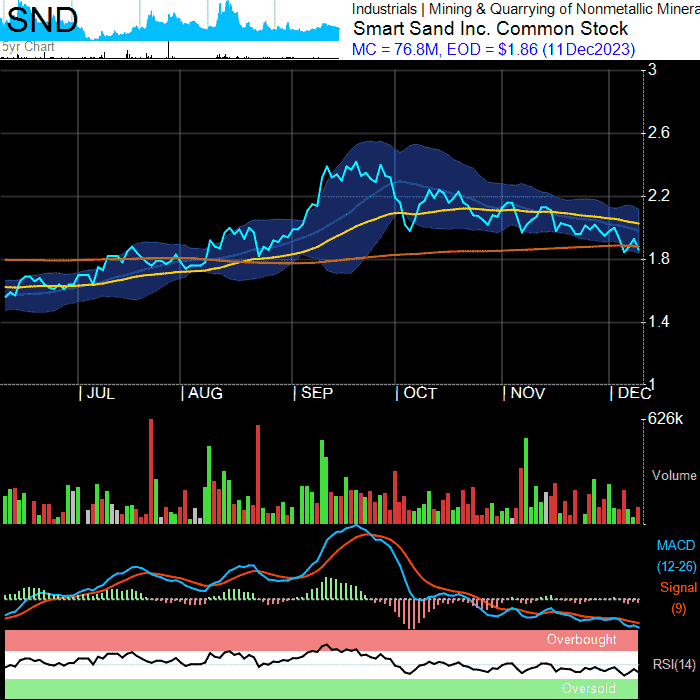 SND
5yr Chart
Industrials | Mining & Quarrying of Nonmetallic Minera
Smart Sand Inc. Common Stock
MC = 76.8M, EOD = $1.86 (11Dec2023)
3
2.6
2.2
1.8
1.4
1
| JUL | AUG | SEP | OCT | NOV | DEC
626k
Volume
MACD
(12-26)
Signal
(9)
Overbought
RSI(14)
Oversold